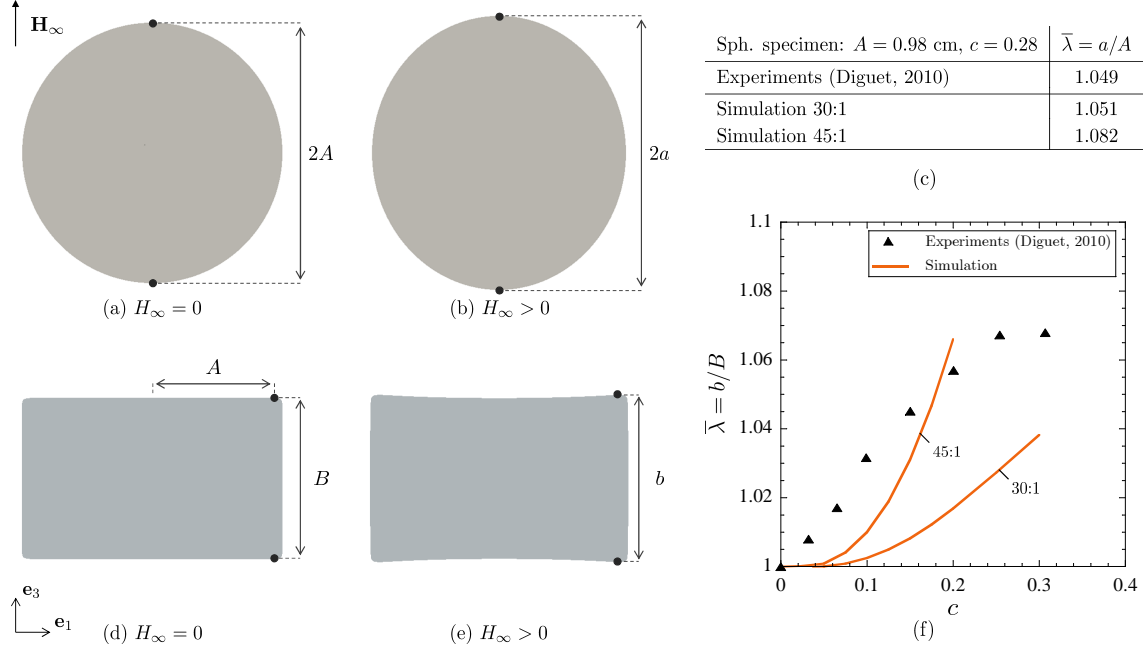 H∞
2A
2a
(a) H∞ = 0
(b) H∞ > 0
Sph. specimen: A = 0.98 cm, c = 0.28 λ̅ = a/A
Experiments (Diguet, 2010) 1.049
Simulation 30:1 1.051
Simulation 45:1 1.082
(c)
A
B
b
e₃
e₁
(d) H∞ = 0
(e) H∞ > 0
1.1
1.08
1.06
1.04
1.02
1
λ̅ = b/B
Experiments (Diguet, 2010)
Simulation
45:1
30:1
0 0.1 0.2 0.3 0.4
c
(f)